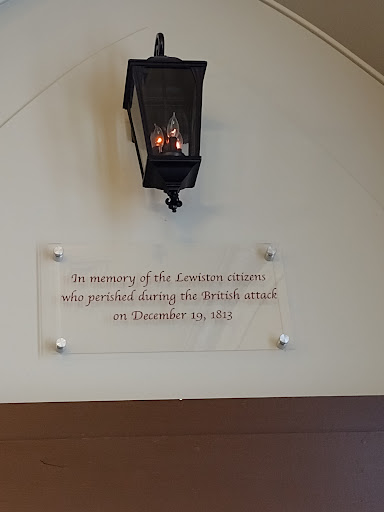 In memory of the Lewiston citizens
who perished during the British attack
on December 19, 1813